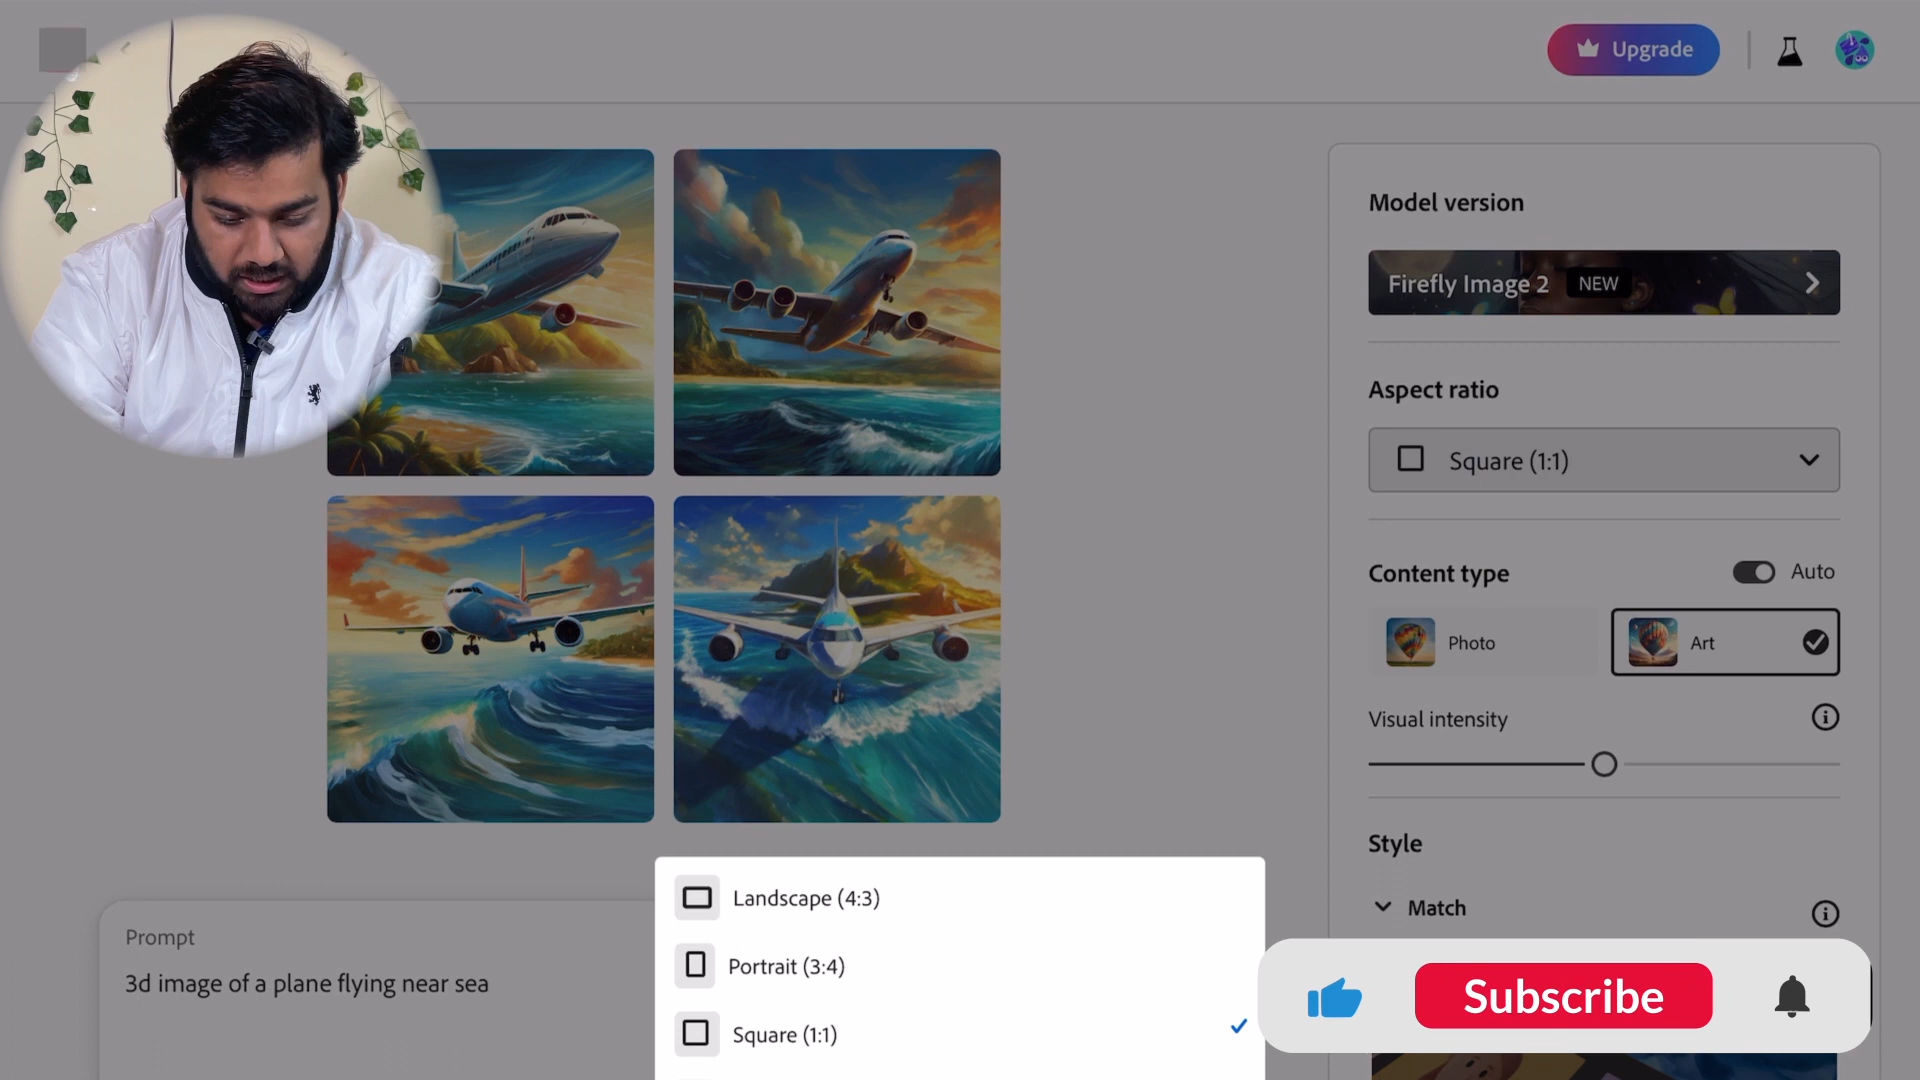 Upgrade
Model version
Firefly Image 2 NEW
Aspect ratio
Square (1:1)
Content type Auto
Photo
Art
Visual intensity
Style
Match
Landscape (4:3)
Portrait (3:4)
Square (1:1)
Prompt
3d image of a plane flying near sea
Subscribe